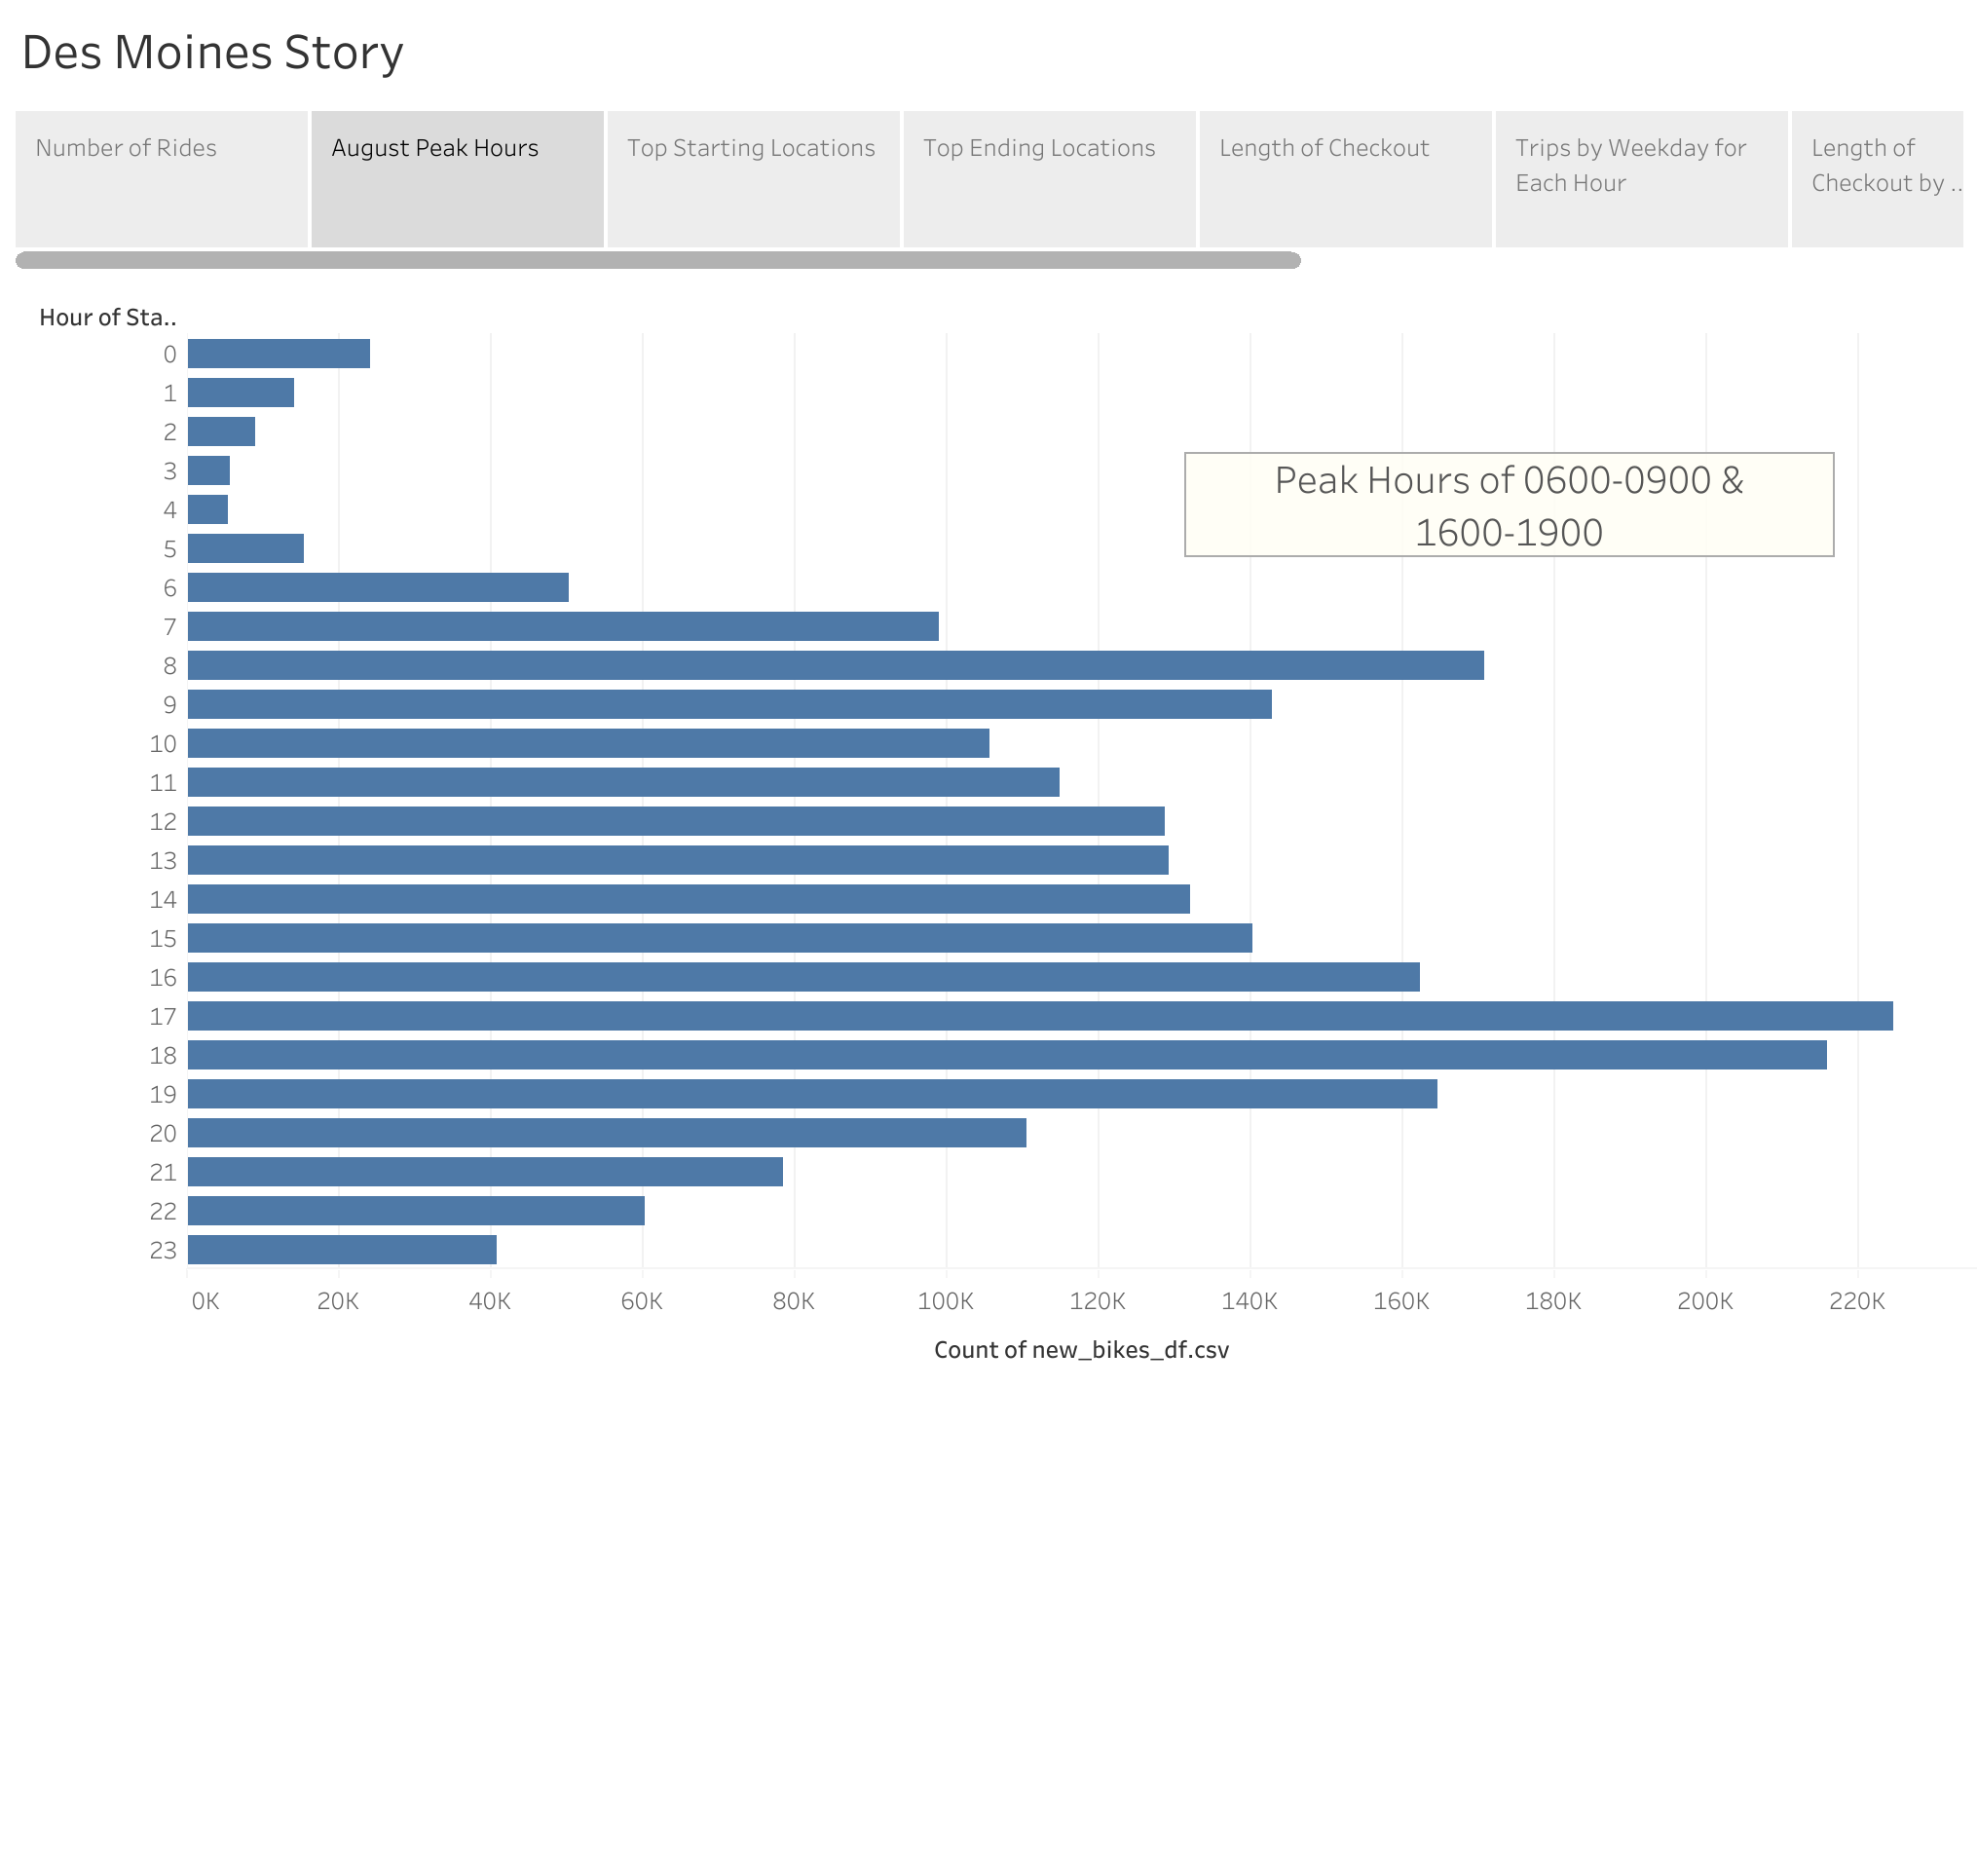 Des Moines Story
Number of Rides
August Peak Hours
Top Starting Locations
Top Ending Locations
Length of Checkout
Trips by Weekday for
Each Hour
Length of
Checkout by ..
Hour of Sta..
0
1
2
3
4
5
6
7
8
9
10
11
12
13
14
15
16
17
18
19
20
21
22
23
Peak Hours of 0600-0900 &
1600-1900
0K 20K 40K 60K 80K 100K 120K 140K 160K 180K 200K 220K
Count of new_bikes_df.csv